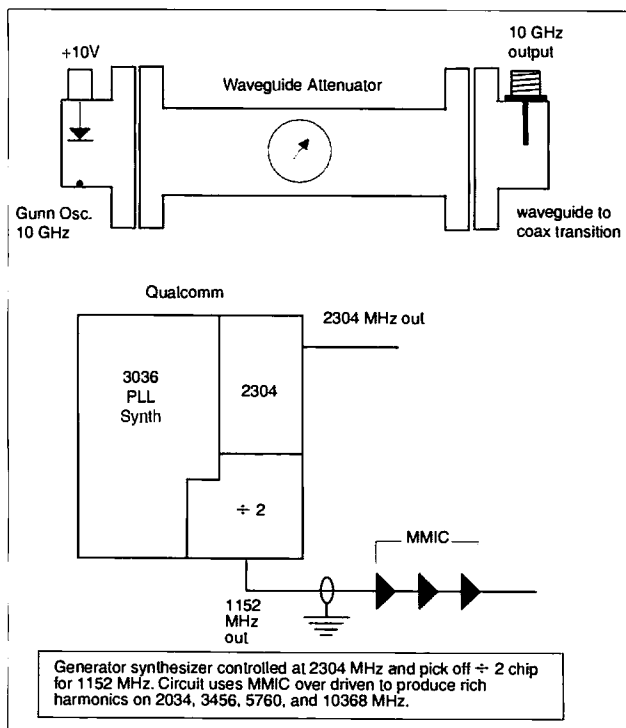 +10V
10 GHz
output
Waveguide Attenuator
Gunn Osc.
10 GHz
waveguide to
coax transition
Qualcomm
2304 MHz out
3036
PLL
Synth
2304
÷ 2
MMIC
1152
MHz
out
Generator synthesizer controlled at 2304 MHz and pick off ÷ 2 chip
for 1152 MHz. Circuit uses MMIC over driven to produce rich
harmonics on 2034, 3456, 5760, and 10368 MHz.